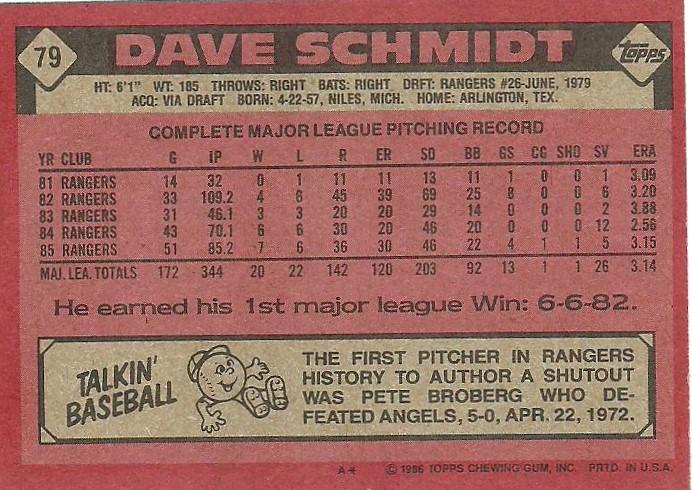 79
DAVE SCHMIDT
topps
HT: 6'1" WT: 185 THROWS: RIGHT BATS: RIGHT DRFT: RANGERS #26-JUNE, 1979
ACQ: VIA DRAFT BORN: 4-22-57, NILES, MICH. HOME: ARLINGTON, TEX.
COMPLETE MAJOR LEAGUE PITCHING RECORD
YR CLUB G IP W L R ER SO BB GS CG SHO SV ERA
81 RANGERS 14 32 0 1 11 11 13 11 1 0 0 1 3.09
82 RANGERS 33 109.2 4 6 45 39 69 25 8 0 0 6 3.20
83 RANGERS 31 46.1 3 3 20 20 29 14 0 0 0 2 3.88
84 RANGERS 43 70.1 6 6 30 20 46 20 0 0 0 12 2.56
85 RANGERS 51 85.2 7 6 36 30 46 22 4 1 1 5 3.15
MAJ. LEA. TOTALS 172 344 20 22 142 120 203 92 13 1 1 26 3.14
He earned his 1st major league Win: 6-6-82.
TALKIN'
BASEBALL
THE FIRST PITCHER IN RANGERS
HISTORY TO AUTHOR A SHUTOUT
WAS PETE BROBERG WHO DE-
FEATED ANGELS, 5-0, APR. 22, 1972.
A* © 1986 TOPPS CHEWING GUM, INC. PRTD. IN U.S.A.